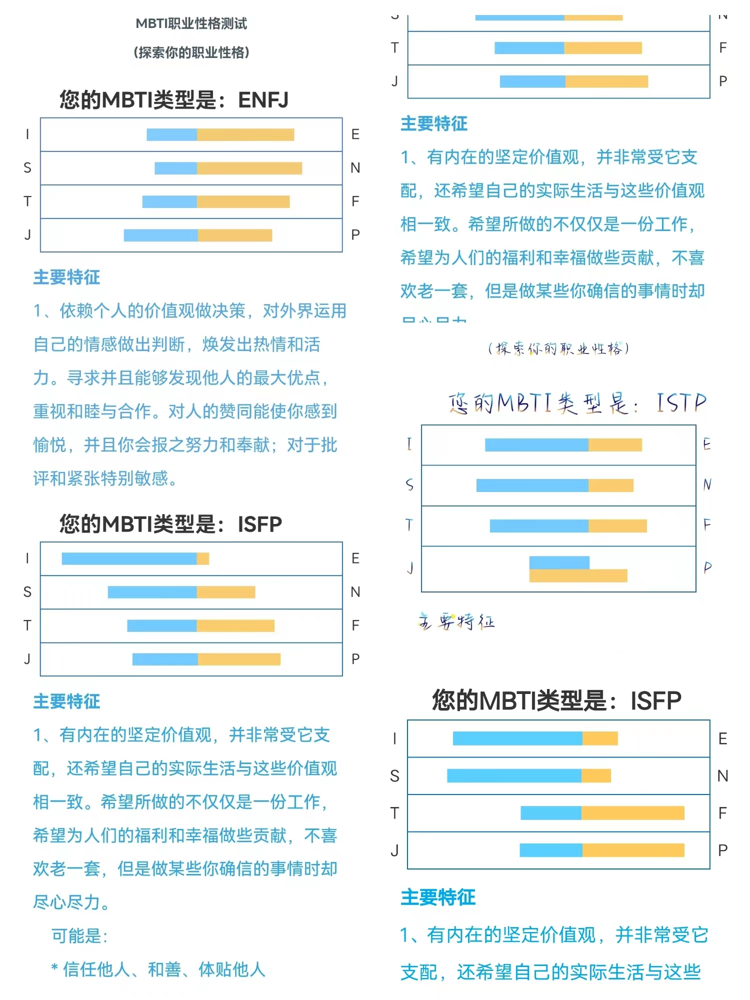 MBTI职业性格测试
(探索你的职业性格)
您的MBTI类型是：ENFJ
I E
S N
T F
J P
主要特征
1、依赖个人的价值观做决策，对外界运用
自己的情感做出判断，焕发出热情和活
力。寻求并且能够发现他人的最大优点，
重视和睦与合作。对人的赞同能使你感到
愉悦，并且你会报之努力和奉献；对于批
评和紧张特别敏感。
您的MBTI类型是：ISFP
I E
S N
T F
J P
主要特征
1、有内在的坚定价值观，并非常受它支
配，还希望自己的实际生活与这些价值观
相一致。希望所做的不仅仅是一份工作，
希望为人们的福利和幸福做些贡献，不喜
欢老一套，但是做某些你确信的事情时却
尽心尽力。
可能是：
* 信任他人、和善、体贴他人
S N
T F
J P
主要特征
1、有内在的坚定价值观，并非常受它支
配，还希望自己的实际生活与这些价值观
相一致。希望所做的不仅仅是一份工作，
希望为人们的福利和幸福做些贡献，不喜
欢老一套，但是做某些你确信的事情时却
(探索你的职业性格)
您的MBTI类型是：ISTP
I E
S N
T F
J P
主要特征
您的MBTI类型是：ISFP
I E
S N
T F
J P
主要特征
1、有内在的坚定价值观，并非常受它
支配，还希望自己的实际生活与这些